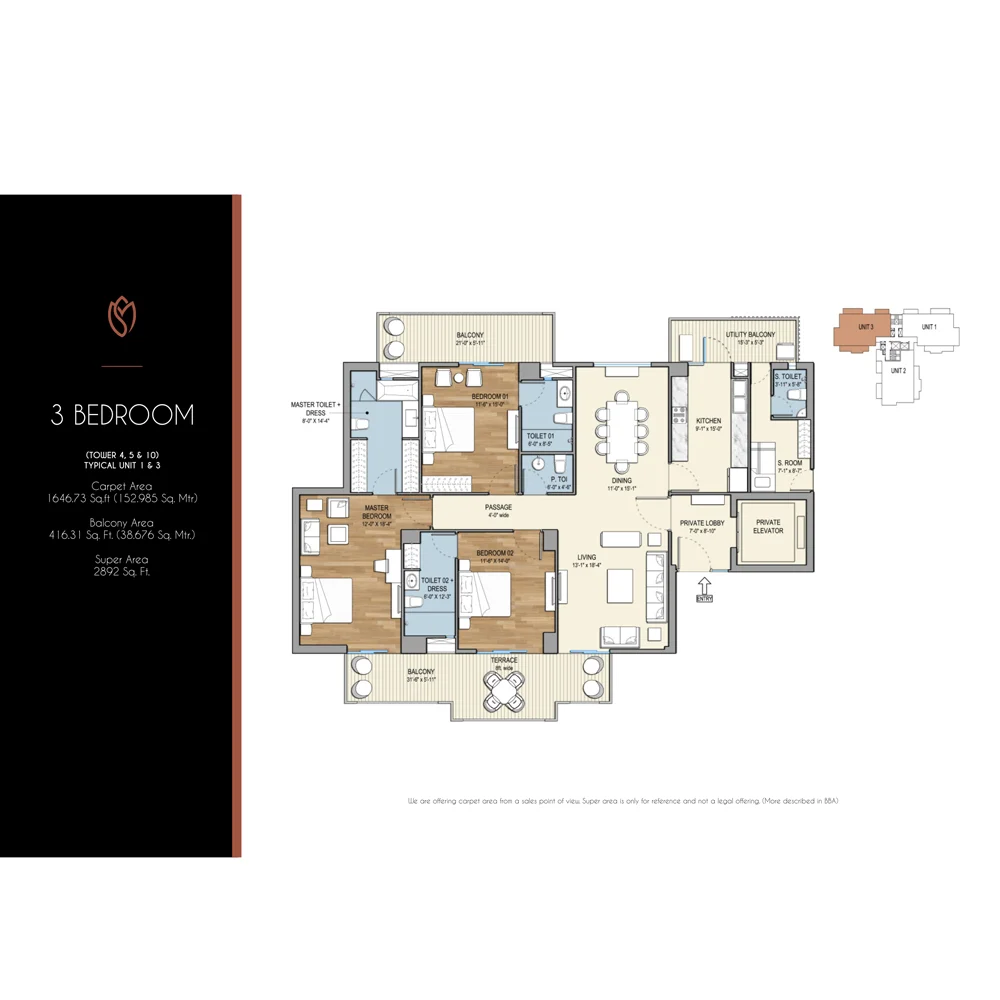 3 BEDROOM
(TOWER 4, 5 & 10)
TYPICAL UNIT 1 & 3
Carpet Area
1646.73 Sq.ft (152.985 Sq. Mtr.)
Balcony Area
416.31 Sq. Ft. (38.676 Sq. Mtr.)
Super Area
2892 Sq. Ft.
BALCONY
21'-0" x 5'-11"
UTILITY BALCONY
15'-3" x 5'-3"
MASTER TOILET +
DRESS
8'-0" X 14'-4"
BEDROOM 01
11'-6" x 15'-0"
TOILET 01
6'-0" x 8'-5"
P. TOI
6'-0" x 4'-6"
DINING
11'-0" x 15'-1"
KITCHEN
9'-1" x 15'-0"
S. TOILET
3'-11" x 5'-8"
S. ROOM
7'-1" x 8'-7"
MASTER
BEDROOM
12'-0" X 18'-4"
PASSAGE
4'-0" wide
PRIVATE LOBBY
7'-0" x 8'-10"
PRIVATE
ELEVATOR
TOILET 02 +
DRESS
6'-0" X 12'-3"
BEDROOM 02
11'-6" X 14'-0"
LIVING
13'-1" x 18'-4"
ENTRY
BALCONY
31'-6" x 5'-11"
TERRACE
8ft. wide
UNIT 3
UNIT 1
UNIT 2
We are offering carpet area from a sales point of view. Super area is only for reference and not a legal offering. (More described in BBA)